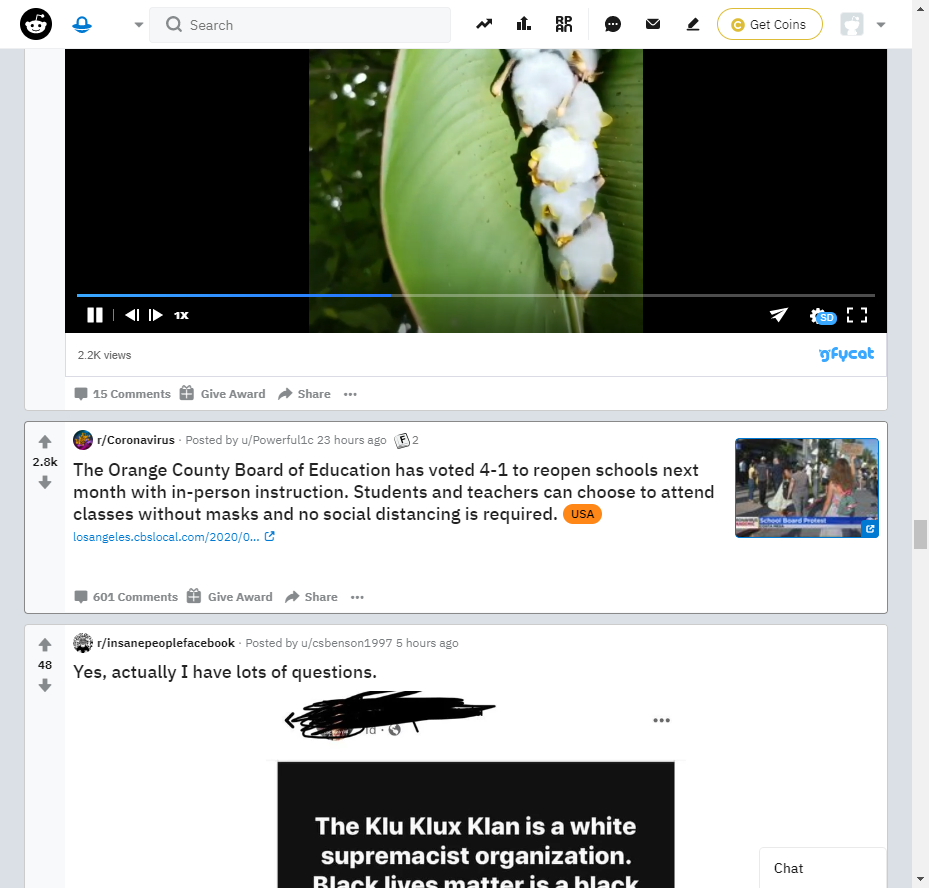 Search
Get Coins
1X
SD
2.2K views
gfycat
15 Comments
Give Award
Share
r/Coronavirus · Posted by u/Powerful1c 23 hours ago
F 2
2.8k
The Orange County Board of Education has voted 4-1 to reopen schools next
month with in-person instruction. Students and teachers can choose to attend
classes without masks and no social distancing is required. USA
losangeles.cbslocal.com/2020/0...
School Board Protest
601 Comments
Give Award
Share
r/insanepeoplefacebook · Posted by u/csbenson1997 5 hours ago
48
Yes, actually I have lots of questions.
1d ·
The Klu Klux Klan is a white
supremacist organization.
Black lives matter is a black
Chat